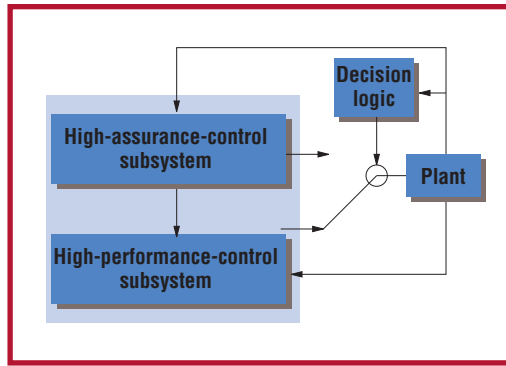 Decision
logic
High-assurance-control
subsystem
Plant
High-performance-control
subsystem